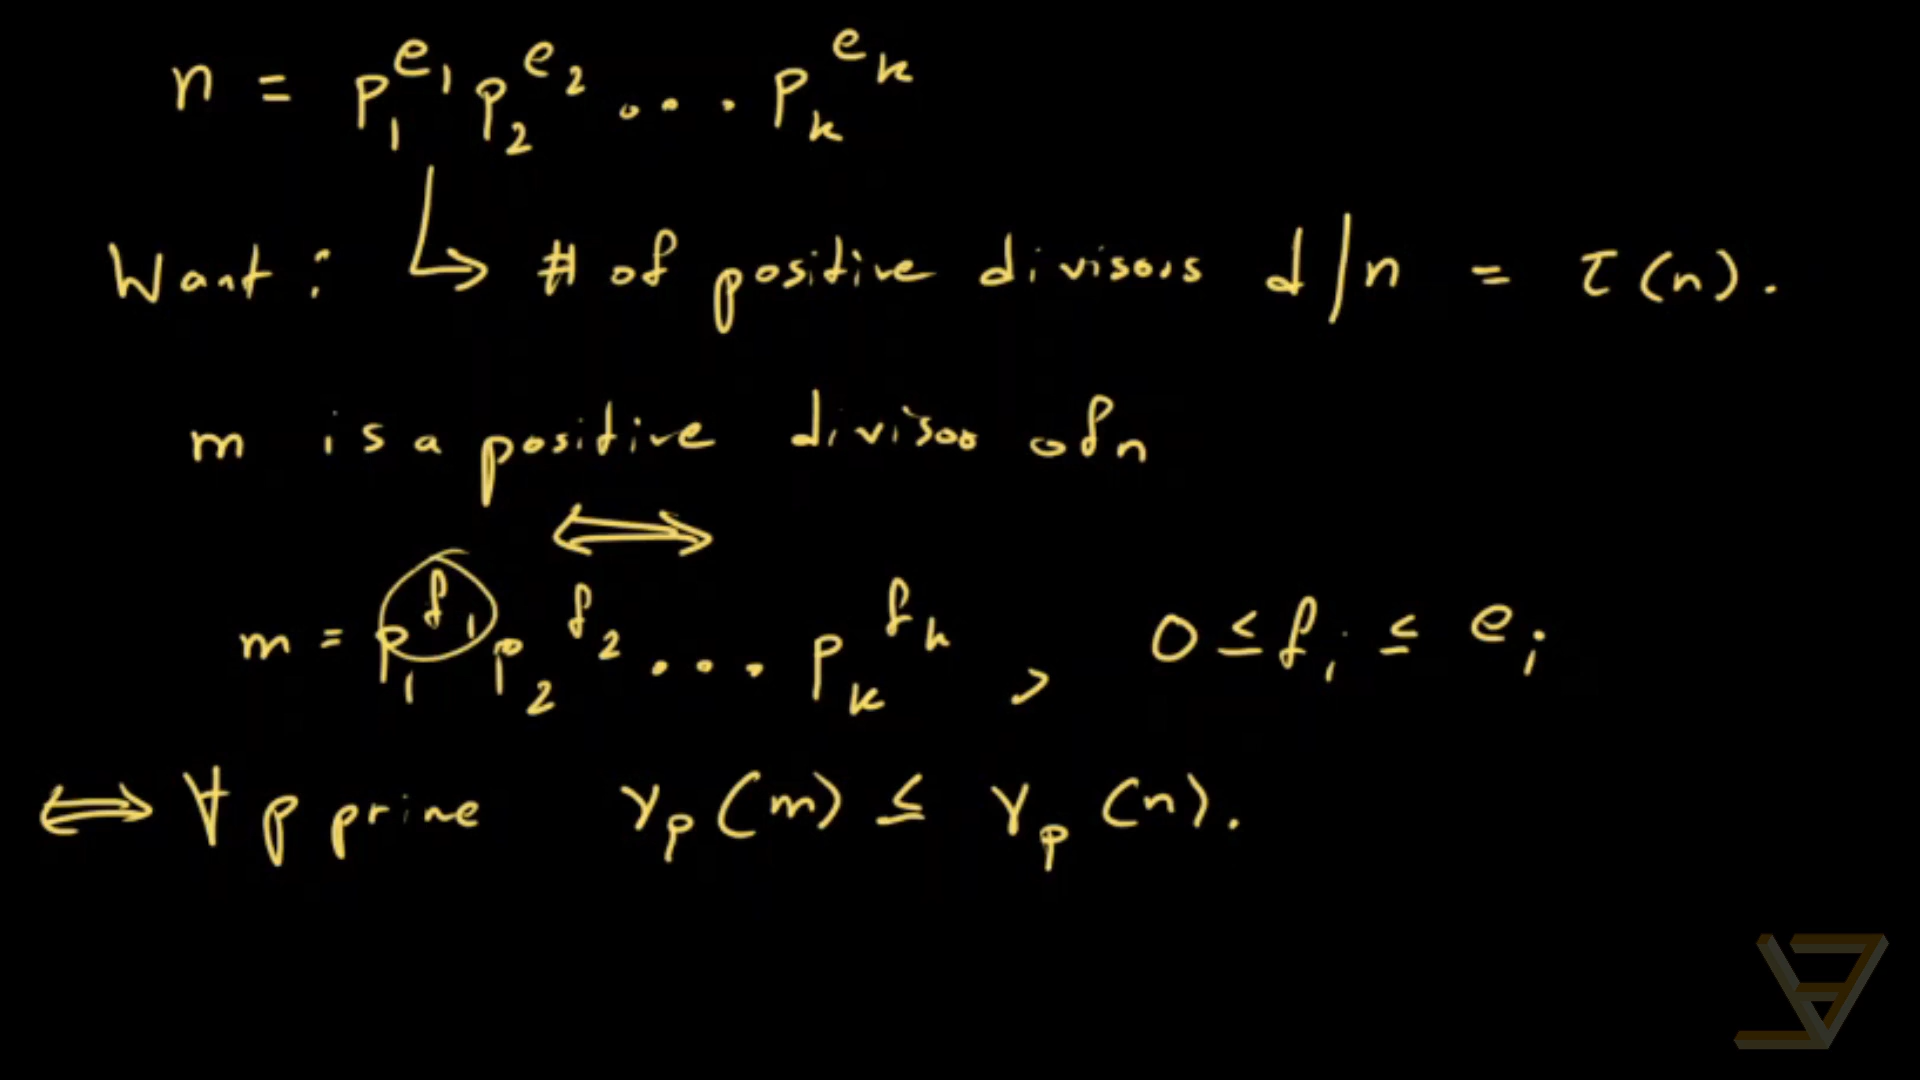 n = p₁^e₁ p₂^e₂ ... p_k^e_k
Want: ↳ # of positive divisors d|n = τ(n).
m is a positive divisor of n
⟺
m = p₁^f₁ p₂^f₂ ... p_k^f_k , 0 ≤ f_i ≤ e_i
⟺ ∀ p prime ν_p(m) ≤ ν_p(n).